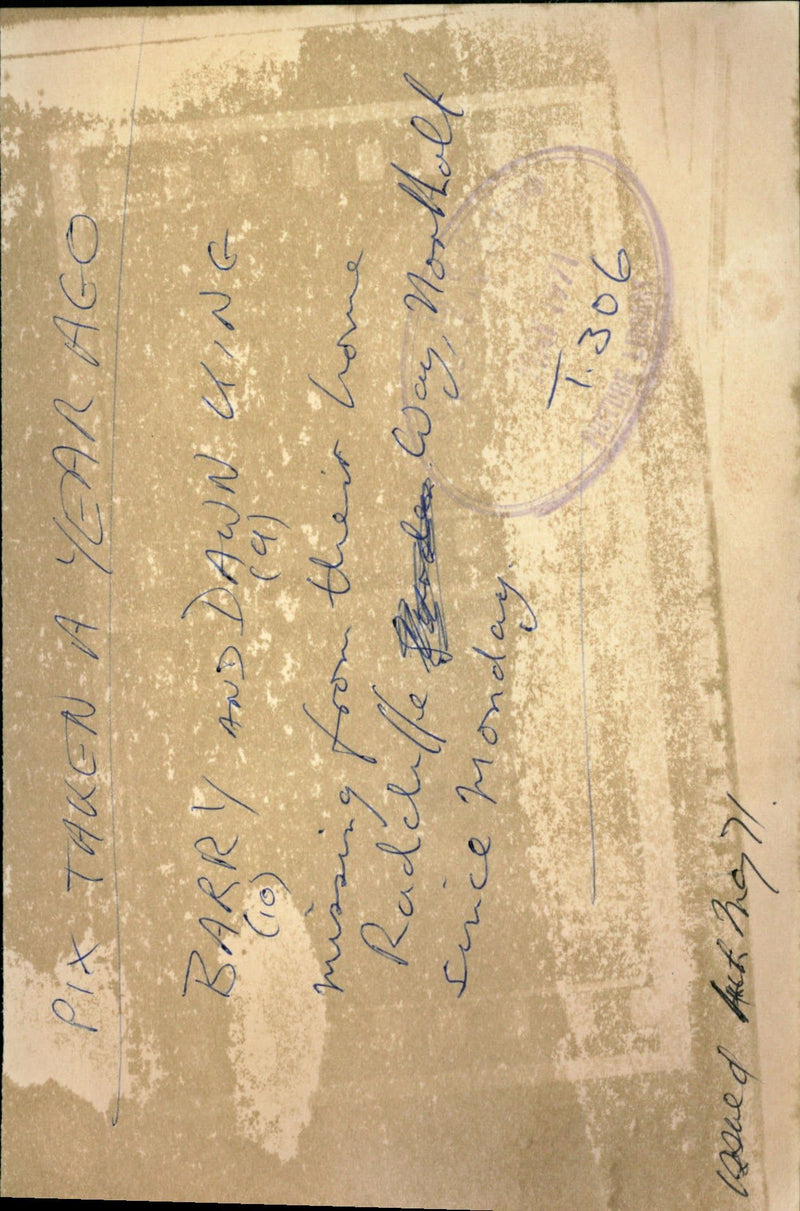 PIX TAKEN A YEAR AGO
BARRY AND DAWN KING
(10) (9)
missing from their home
Radcliffe Way, Northolt
since Monday.
T.306
Issued May 71.